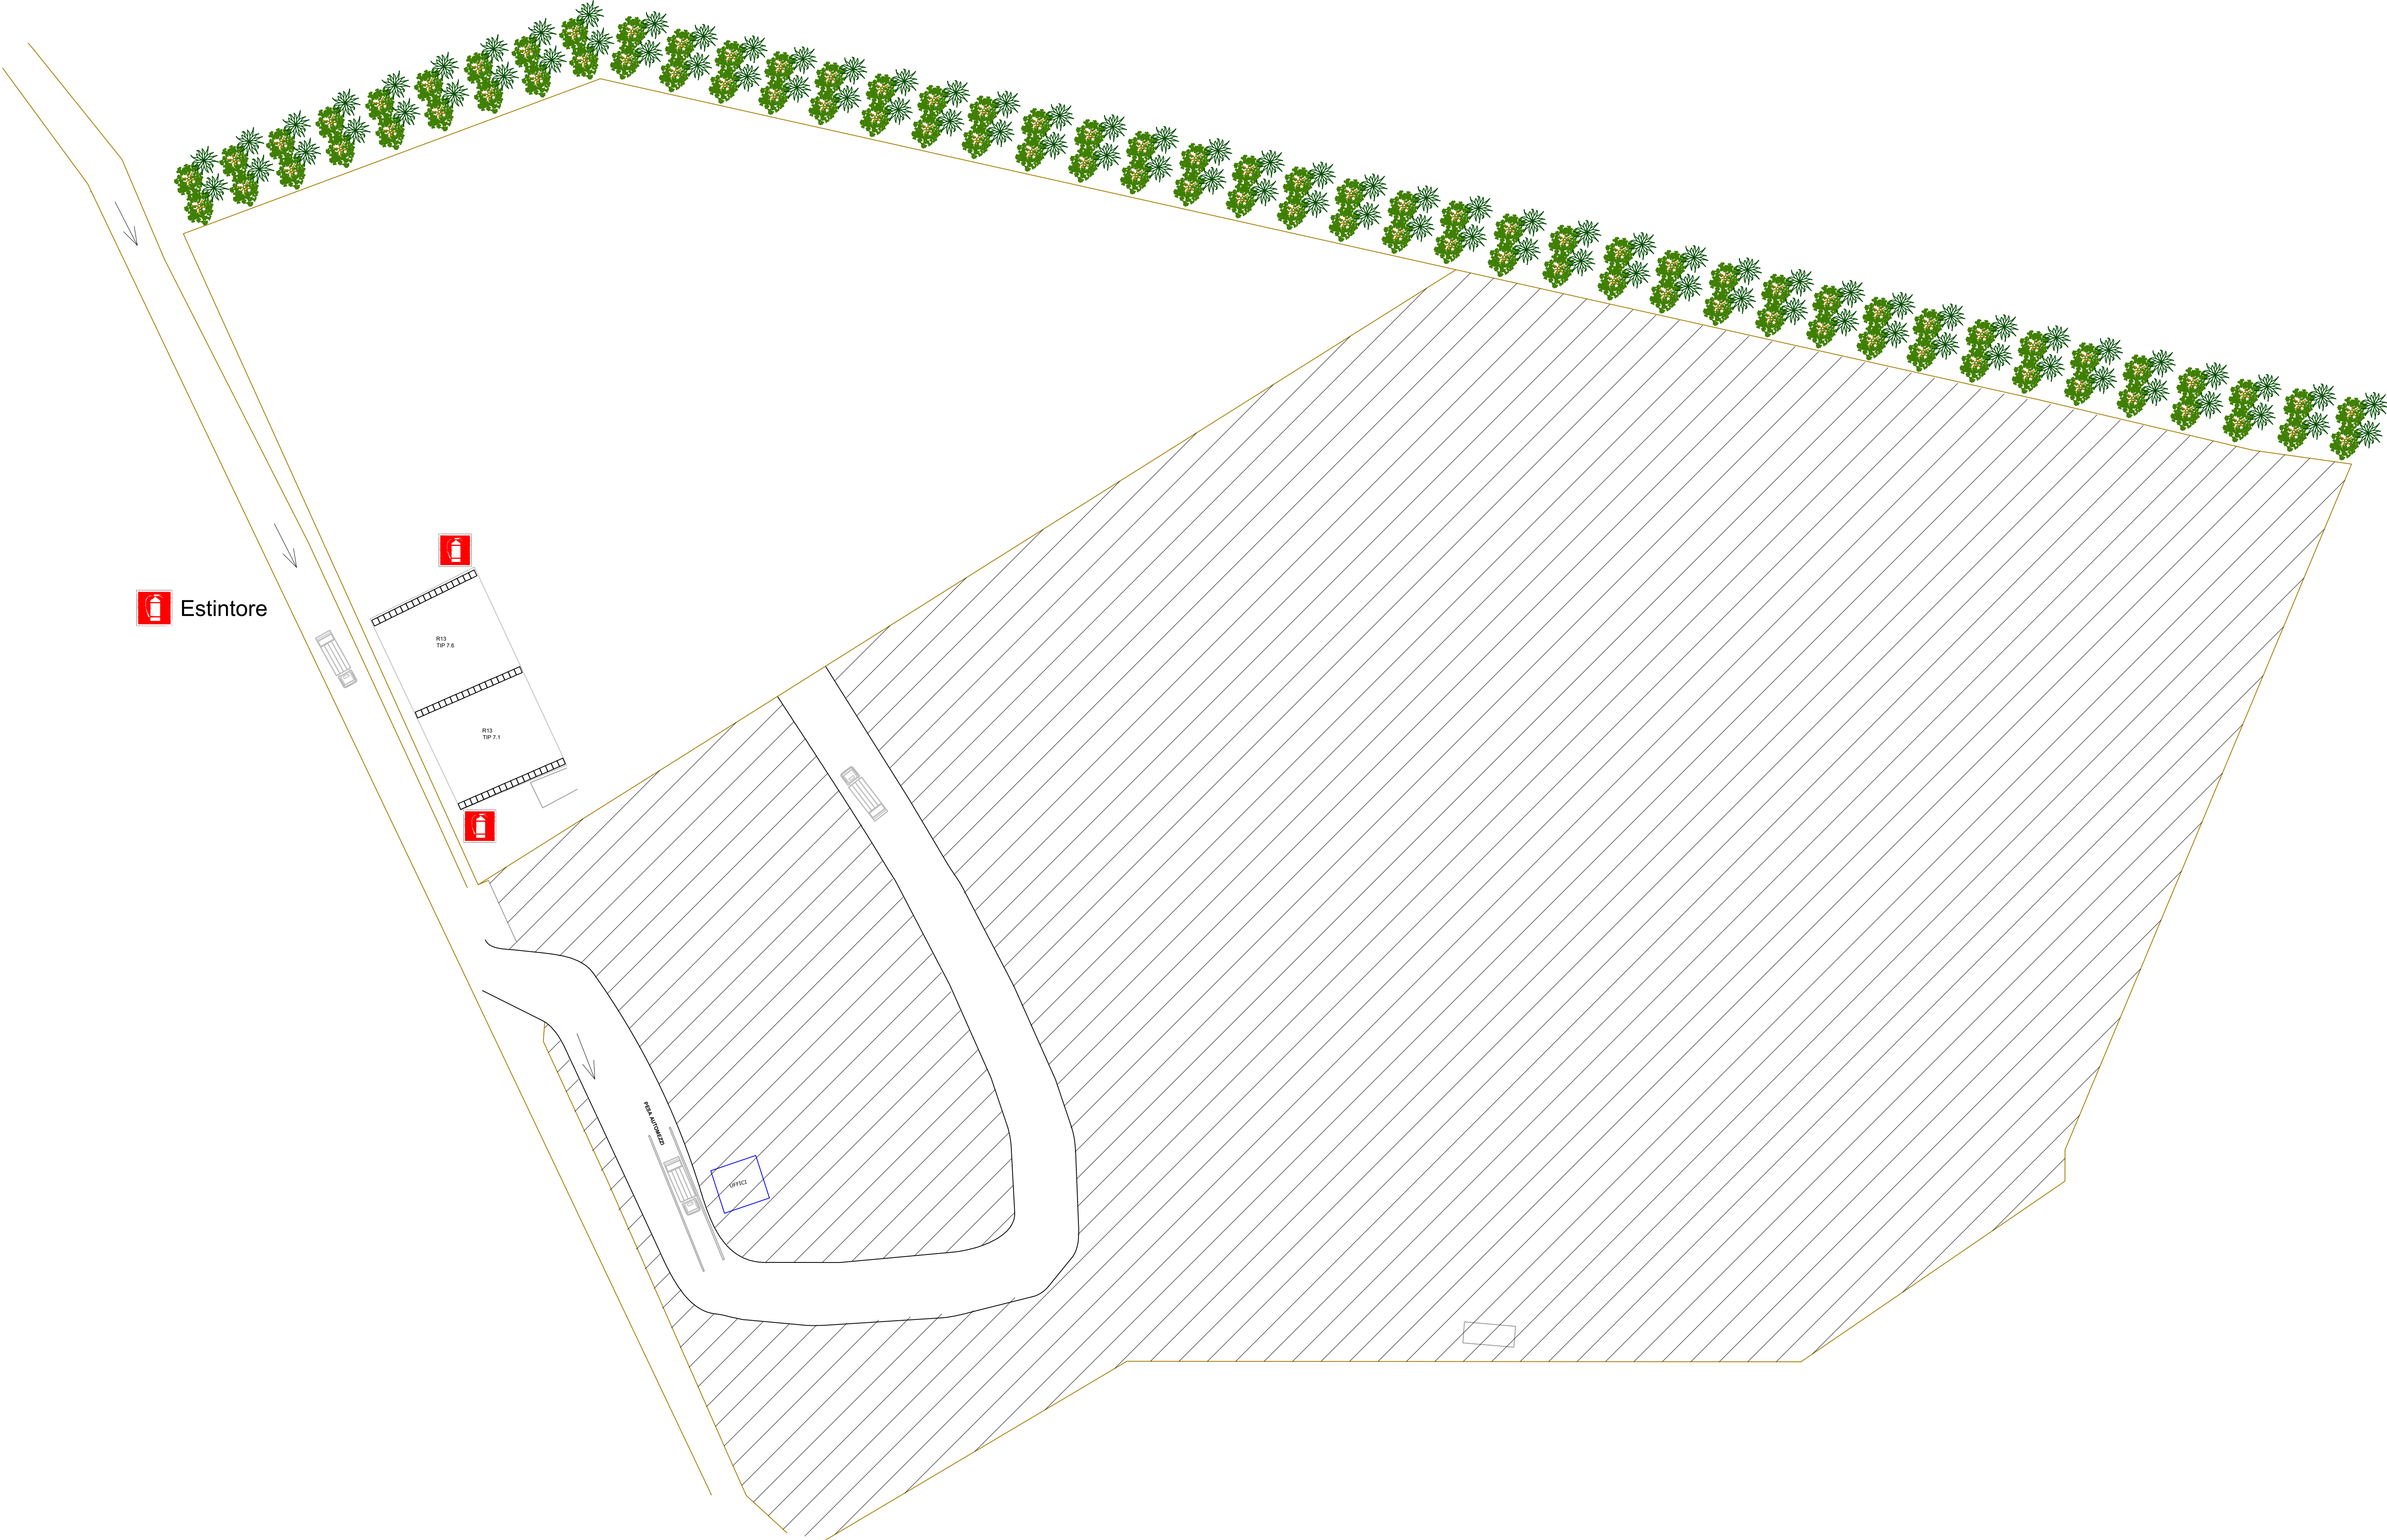 Estintore
R13
TIP 7.6
R13
TIP 7.1
PESA AUTOMEZZI
UFFICI